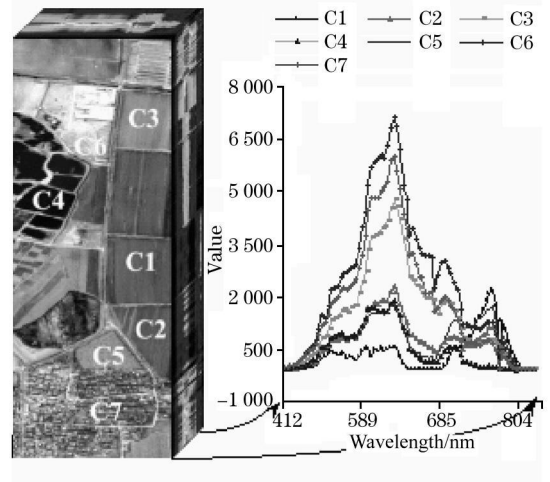 C1 C2 C3
C4 C5 C6
C7
C3
C6
C4
C1
C2
C5
C7
8 000
6 500
5 000
3 500
2 000
500
−1 000
Value
412 589 685 804
Wavelength/nm